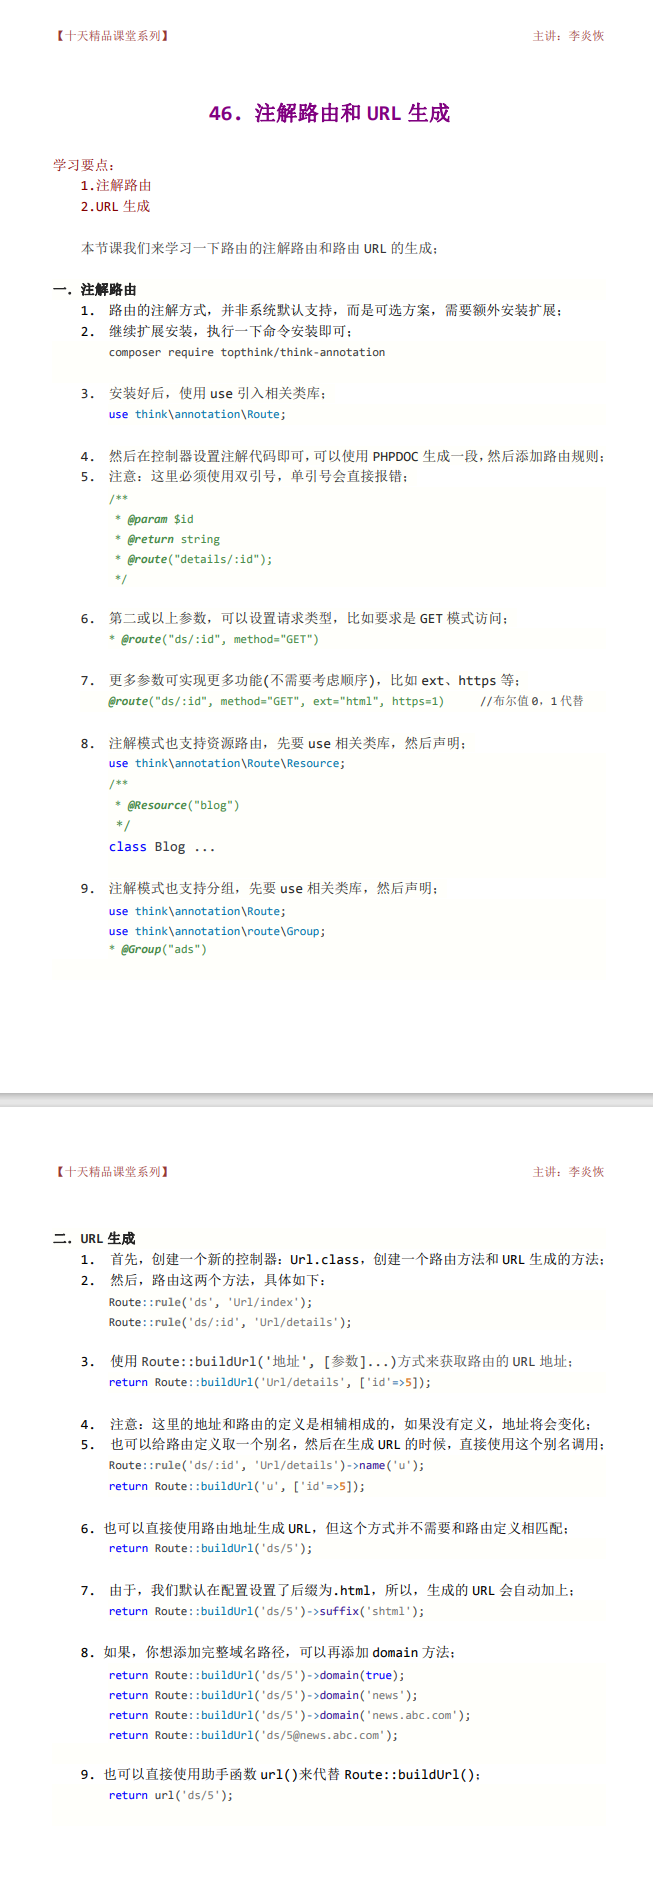 【十天精品课堂系列】 主讲：李炎恢
46．注解路由和 URL 生成
学习要点：
1.注解路由
2.URL 生成
本节课我们来学习一下路由的注解路由和路由 URL 的生成；
一．注解路由
1. 路由的注解方式，并非系统默认支持，而是可选方案，需要额外安装扩展；
2. 继续扩展安装，执行一下命令安装即可；
composer require topthink/think-annotation
3. 安装好后，使用 use 引入相关类库；
use think\annotation\Route;
4. 然后在控制器设置注解代码即可，可以使用 PHPDOC 生成一段，然后添加路由规则；
5. 注意：这里必须使用双引号，单引号会直接报错；
/**
* @param $id
* @return string
* @route("details/:id");
*/
6. 第二或以上参数，可以设置请求类型，比如要求是 GET 模式访问；
* @route("ds/:id", method="GET")
7. 更多参数可实现更多功能(不需要考虑顺序)，比如 ext、https 等；
@route("ds/:id", method="GET", ext="html", https=1) //布尔值 0，1 代替
8. 注解模式也支持资源路由，先要 use 相关类库，然后声明；
use think\annotation\Route\Resource;
/**
* @Resource("blog")
*/
class Blog ...
9. 注解模式也支持分组，先要 use 相关类库，然后声明；
use think\annotation\Route;
use think\annotation\route\Group;
* @Group("ads")
【十天精品课堂系列】 主讲：李炎恢
二．URL 生成
1. 首先，创建一个新的控制器：Url.class，创建一个路由方法和 URL 生成的方法；
2. 然后，路由这两个方法，具体如下：
Route::rule('ds', 'Url/index');
Route::rule('ds/:id', 'Url/details');
3. 使用 Route::buildUrl('地址', [参数]...)方式来获取路由的 URL 地址；
return Route::buildUrl('Url/details', ['id'=>5]);
4. 注意：这里的地址和路由的定义是相辅相成的，如果没有定义，地址将会变化；
5. 也可以给路由定义取一个别名，然后在生成 URL 的时候，直接使用这个别名调用；
Route::rule('ds/:id', 'Url/details')->name('u');
return Route::buildUrl('u', ['id'=>5]);
6. 也可以直接使用路由地址生成 URL，但这个方式并不需要和路由定义相匹配；
return Route::buildUrl('ds/5');
7. 由于，我们默认在配置设置了后缀为.html，所以，生成的 URL 会自动加上；
return Route::buildUrl('ds/5')->suffix('shtml');
8. 如果，你想添加完整域名路径，可以再添加 domain 方法；
return Route::buildUrl('ds/5')->domain(true);
return Route::buildUrl('ds/5')->domain('news');
return Route::buildUrl('ds/5')->domain('news.abc.com');
return Route::buildUrl('ds/5@news.abc.com');
9. 也可以直接使用助手函数 url()来代替 Route::buildUrl()；
return url('ds/5');